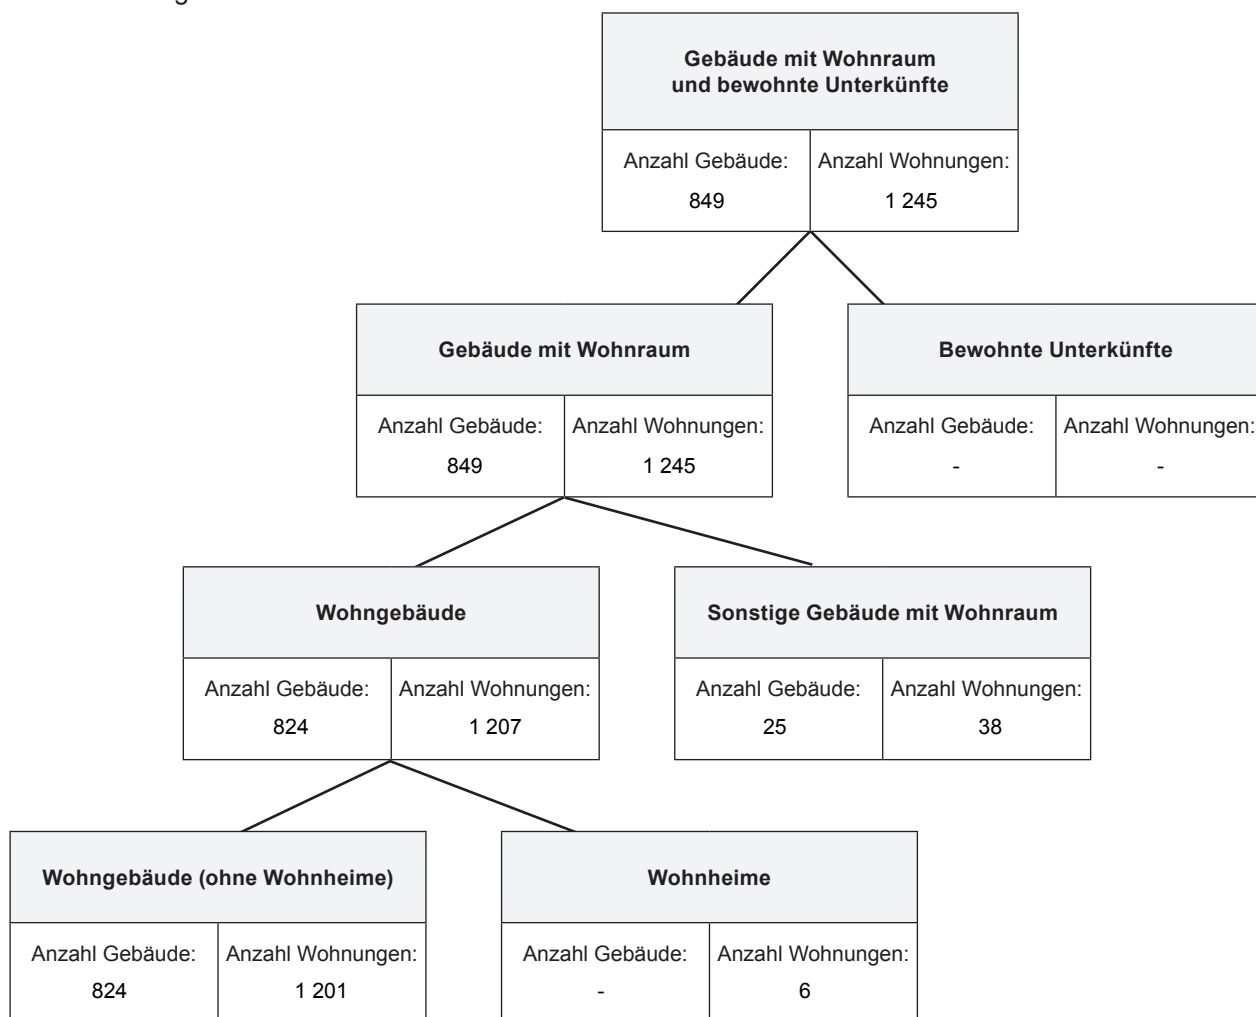 Gebäude mit Wohnraum
und bewohnte Unterkünfte
Anzahl Gebäude: Anzahl Wohnungen:
849 1 245
Gebäude mit Wohnraum
Anzahl Gebäude: Anzahl Wohnungen:
849 1 245
Bewohnte Unterkünfte
Anzahl Gebäude: Anzahl Wohnungen:
- -
Wohngebäude
Anzahl Gebäude: Anzahl Wohnungen:
824 1 207
Sonstige Gebäude mit Wohnraum
Anzahl Gebäude: Anzahl Wohnungen:
25 38
Wohngebäude (ohne Wohnheime)
Anzahl Gebäude: Anzahl Wohnungen:
824 1 201
Wohnheime
Anzahl Gebäude: Anzahl Wohnungen:
- 6